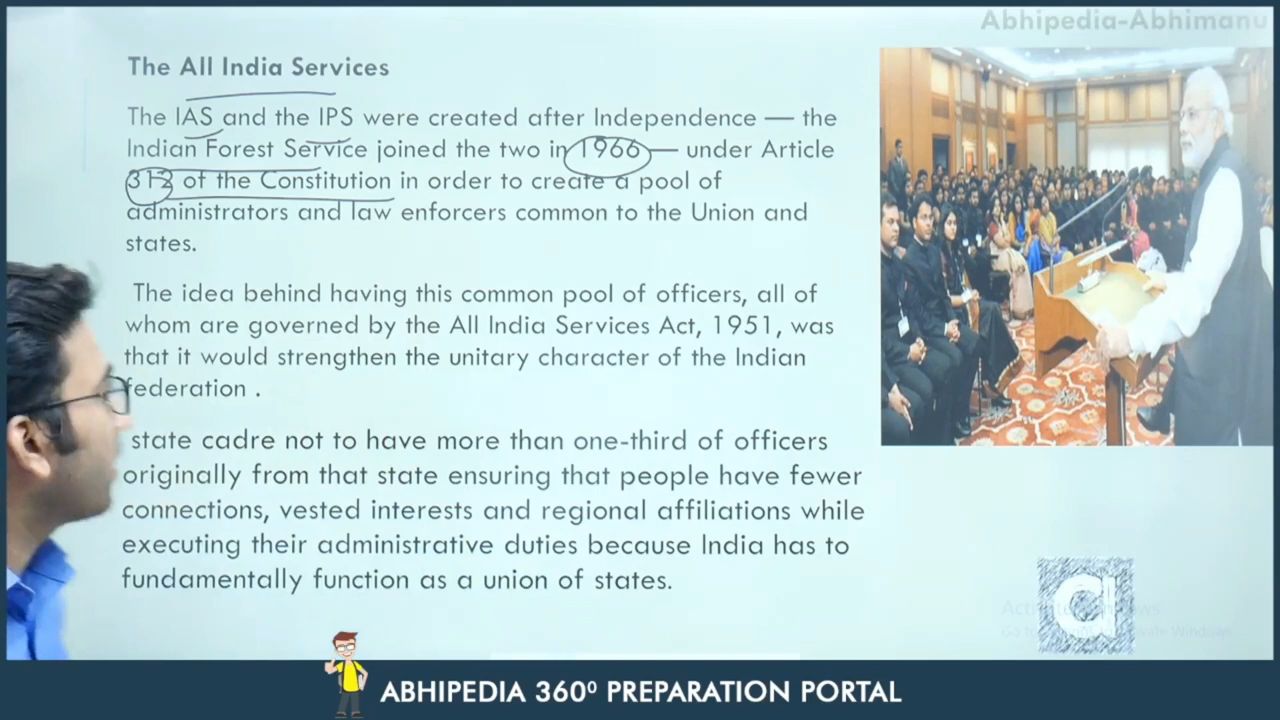 Abhipedia-Abhimanu
The All India Services
The IAS and the IPS were created after Independence — the
Indian Forest Service joined the two in 1966 — under Article
312 of the Constitution in order to create a pool of
administrators and law enforcers common to the Union and
states.
The idea behind having this common pool of officers, all of
whom are governed by the All India Services Act, 1951, was
that it would strengthen the unitary character of the Indian
federation .
state cadre not to have more than one-third of officers
originally from that state ensuring that people have fewer
connections, vested interests and regional affiliations while
executing their administrative duties because India has to
fundamentally function as a union of states.
a
ABHIPEDIA 360⁰ PREPARATION PORTAL